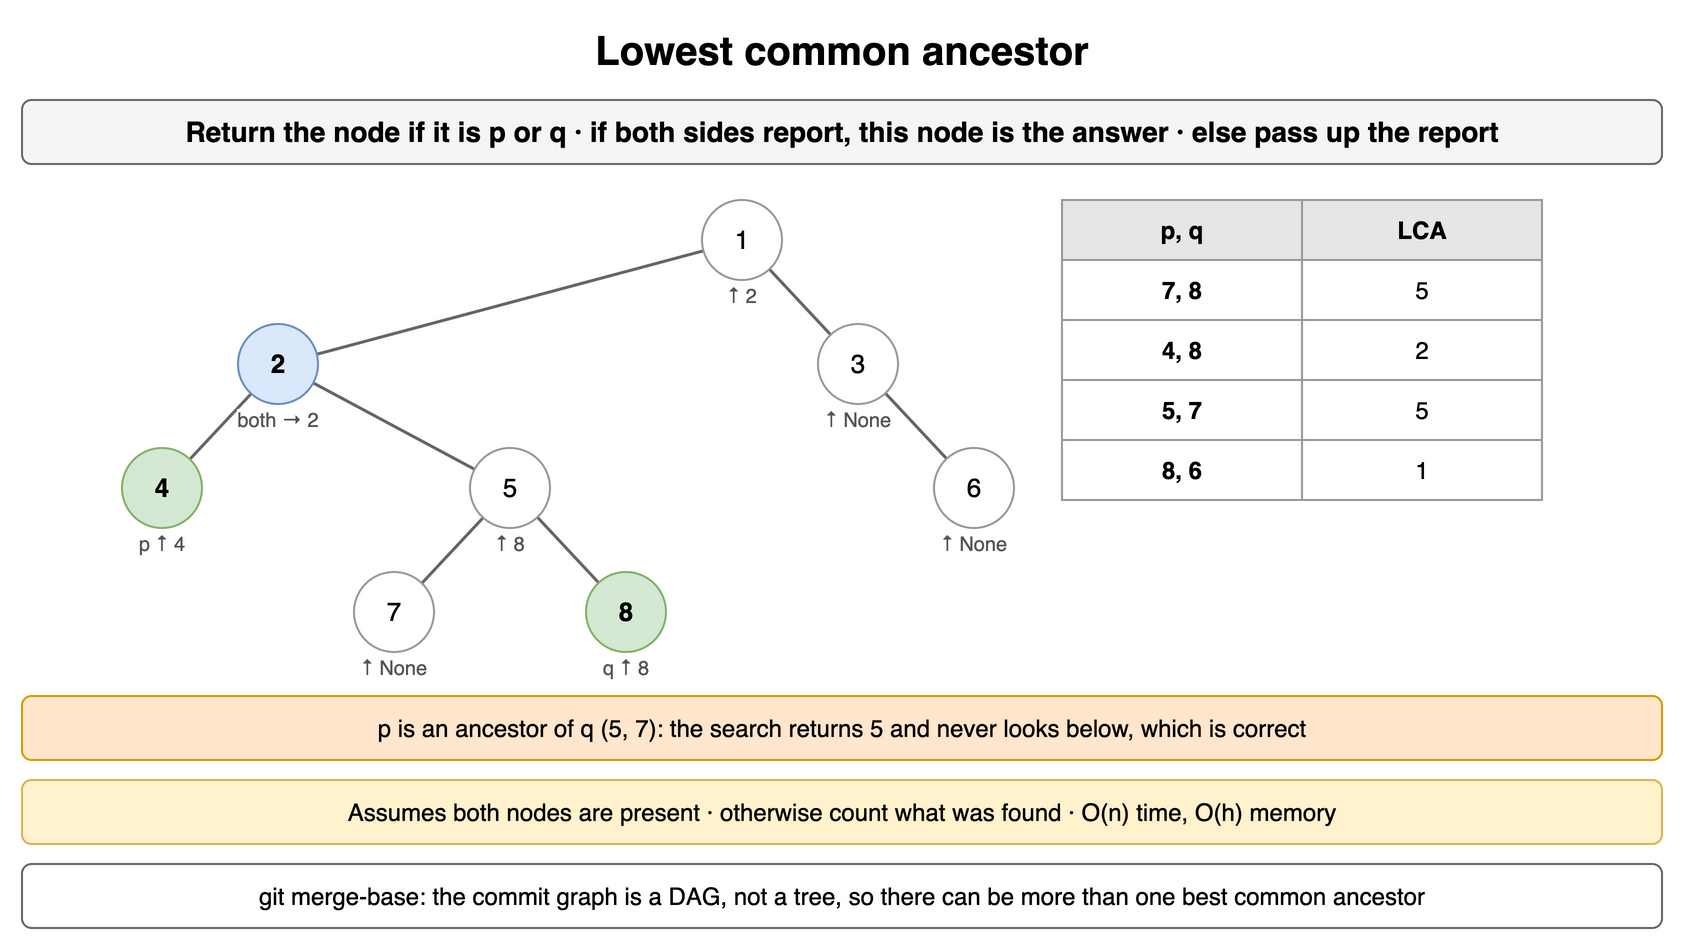 Lowest common ancestor
Return the node if it is p or q · if both sides report, this node is the answer · else pass up the report
1
↑ 2
2
both → 2
3
↑ None
4
p ↑ 4
5
↑ 8
6
↑ None
7
↑ None
8
q ↑ 8
p, q LCA
7, 8 5
4, 8 2
5, 7 5
8, 6 1
p is an ancestor of q (5, 7): the search returns 5 and never looks below, which is correct
Assumes both nodes are present · otherwise count what was found · O(n) time, O(h) memory
git merge-base: the commit graph is a DAG, not a tree, so there can be more than one best common ancestor